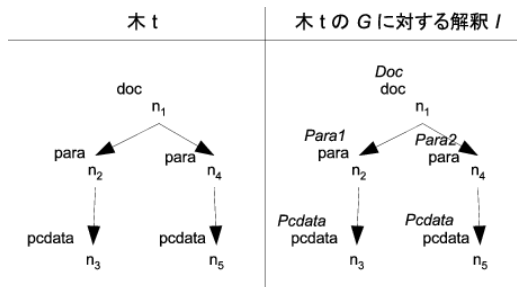 木 t
木 t の G に対する解釈 I
doc
n1
para
para
n2
n4
pcdata
pcdata
n3
n5
Doc
doc
n1
Para1
Para2
para
para
n2
n4
Pcdata
Pcdata
pcdata
pcdata
n3
n5